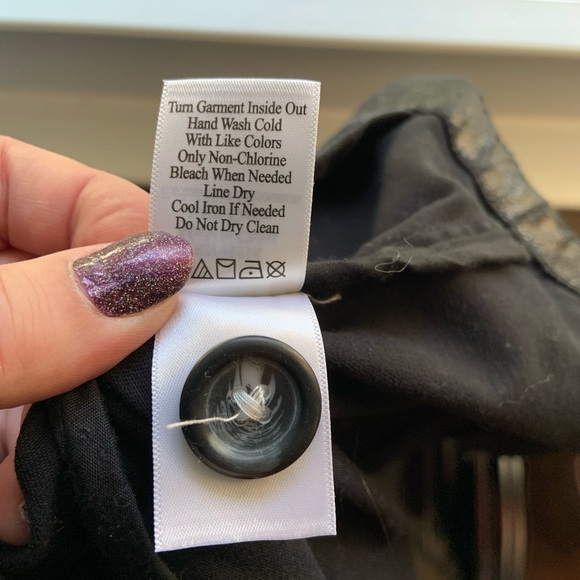 Turn Garment Inside Out
Hand Wash Cold
With Like Colors
Only Non-Chlorine
Bleach When Needed
Line Dry
Cool Iron If Needed
Do Not Dry Clean